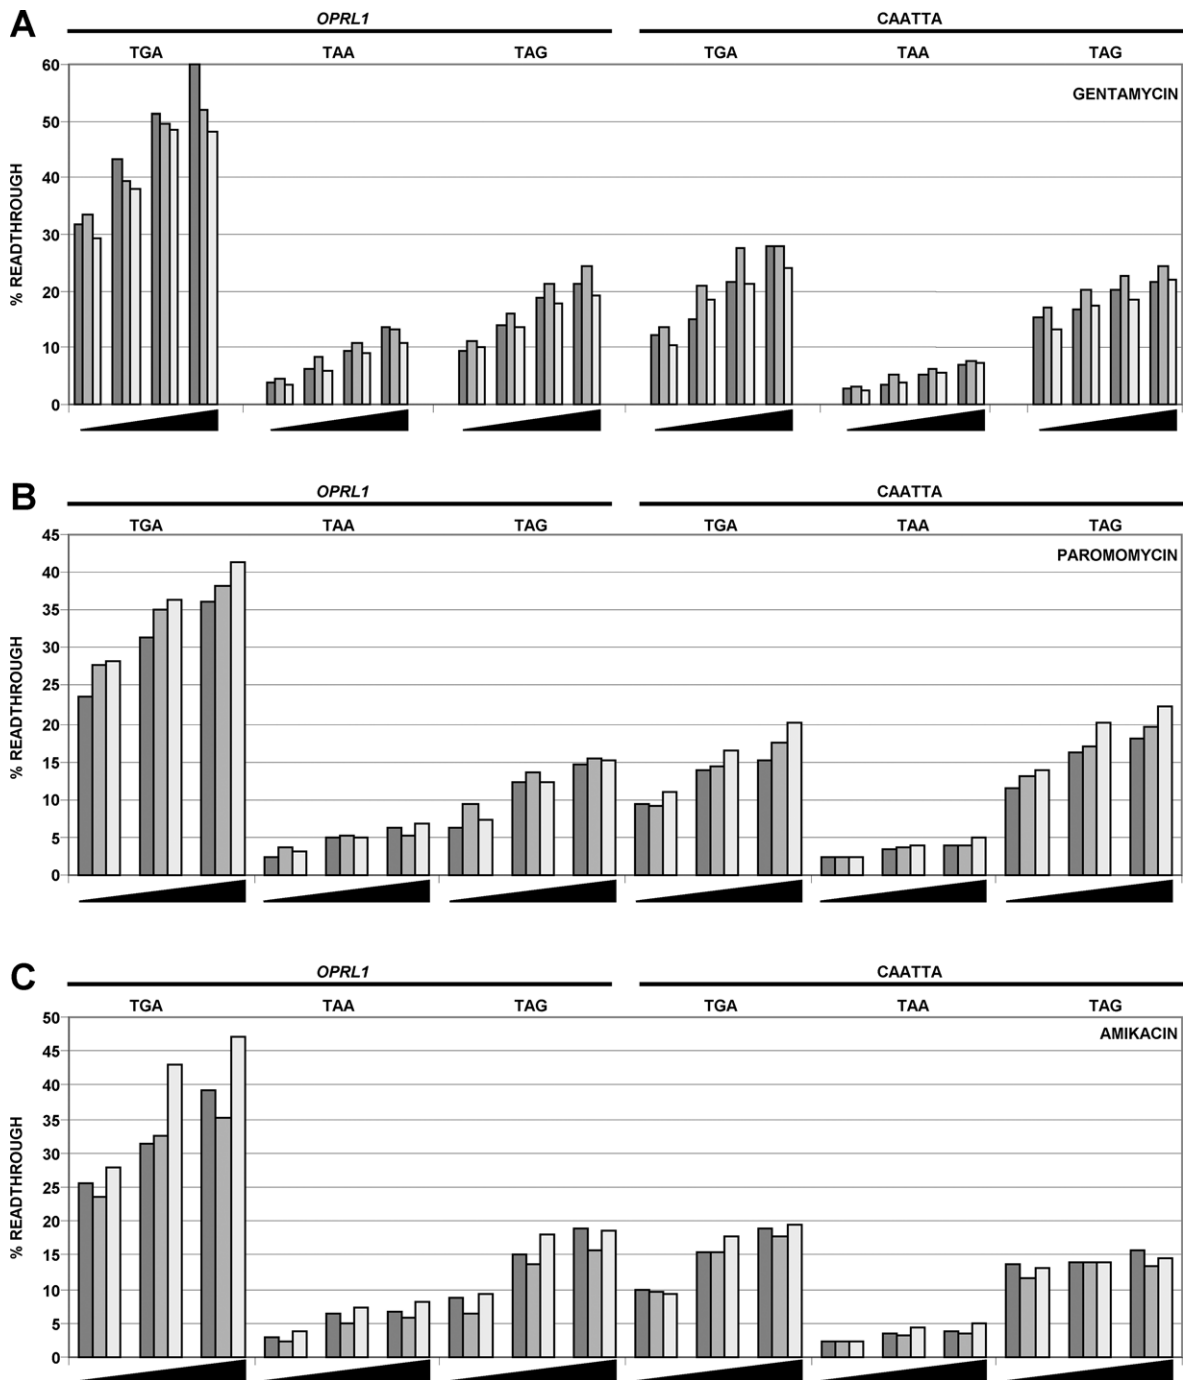 A
OPRL1 CAATTA
TGA TAA TAG TGA TAA TAG
GENTAMYCIN
% READTHROUGH
60
50
40
30
20
10
0
B
OPRL1 CAATTA
TGA TAA TAG TGA TAA TAG
PAROMOMYCIN
% READTHROUGH
45
40
35
30
25
20
15
10
5
0
C
OPRL1 CAATTA
TGA TAA TAG TGA TAA TAG
AMIKACIN
% READTHROUGH
50
45
40
35
30
25
20
15
10
5
0